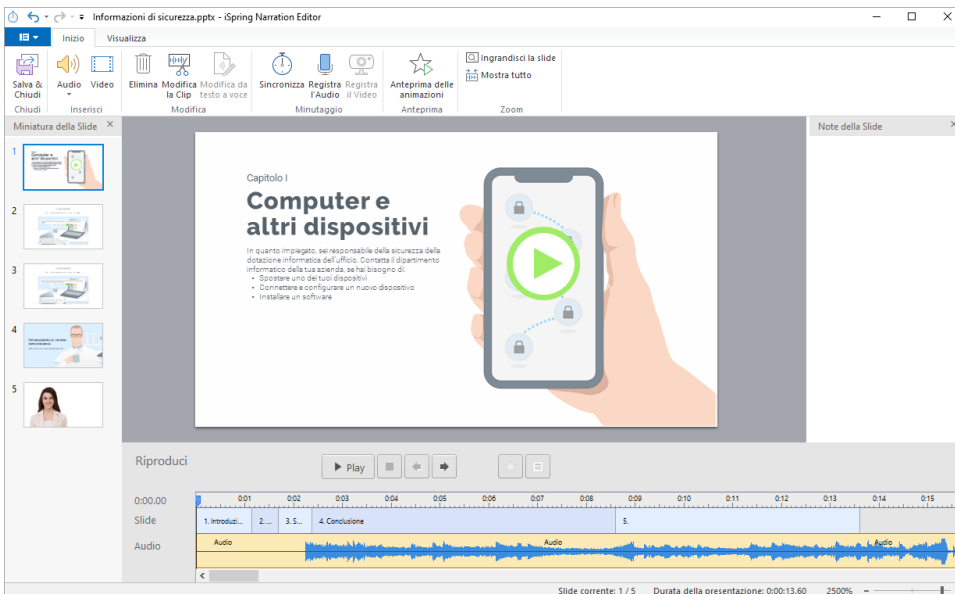 Informazioni di sicurezza.pptx - iSpring Narration Editor
Inizio Visualizza
Salva & Chiudi
Audio
Video
Elimina
Modifica la Clip
Modifica da testo a voce
Sincronizza
Registra l'Audio
Registra il Video
Anteprima delle animazioni
Ingrandisci la slide
Mostra tutto
Chiudi Inserisci Modifica Minutaggio Anteprima Zoom
Miniatura della Slide
Note della Slide
1
2
3
4
5
Capitolo I
Computer e
altri dispositivi
In quanto impiegato, sei responsabile della sicurezza della
dotazione informatica dell'ufficio. Contatta il dipartimento
informatico della tua azienda, se hai bisogno di:
• Spostare uno dei tuoi dispositivi
• Connettere e configurare un nuovo dispositivo
• Installare un software
Riproduci
Play
0:00.00 0:01 0:02 0:03 0:04 0:05 0:06 0:07 0:08 0:09 0:10 0:11 0:12 0:13 0:14 0:15
Slide 1. Introduzi... 2. ... 3. S... 4. Conclusione 5.
Audio Audio Audio Audio
Slide corrente: 1 / 5 Durata della presentazione: 0:00:13.60 2500%